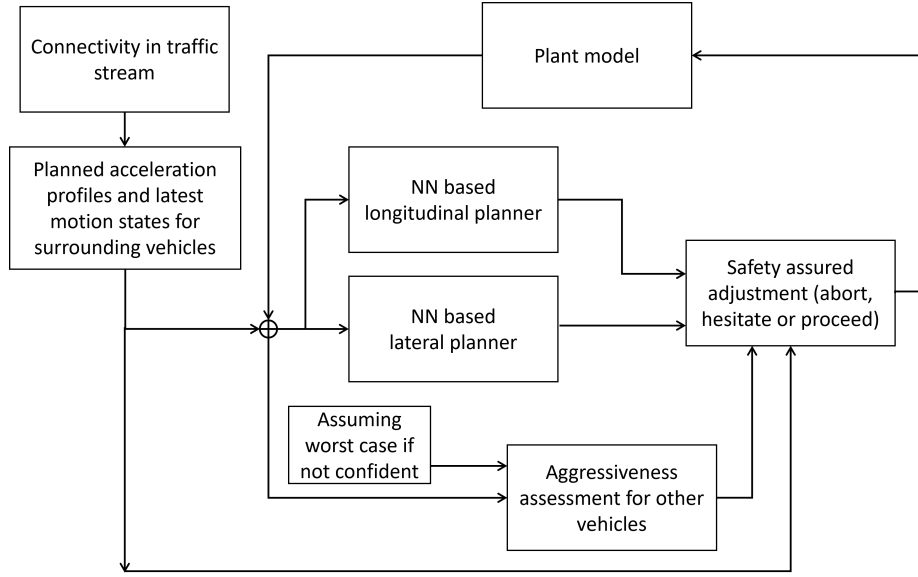 Connectivity in traffic
stream
Plant model
Planned acceleration
profiles and latest
motion states for
surrounding vehicles
NN based
longitudinal planner
NN based
lateral planner
Safety assured
adjustment (abort,
hesitate or proceed)
Assuming
worst case if
not confident
Aggressiveness
assessment for other
vehicles